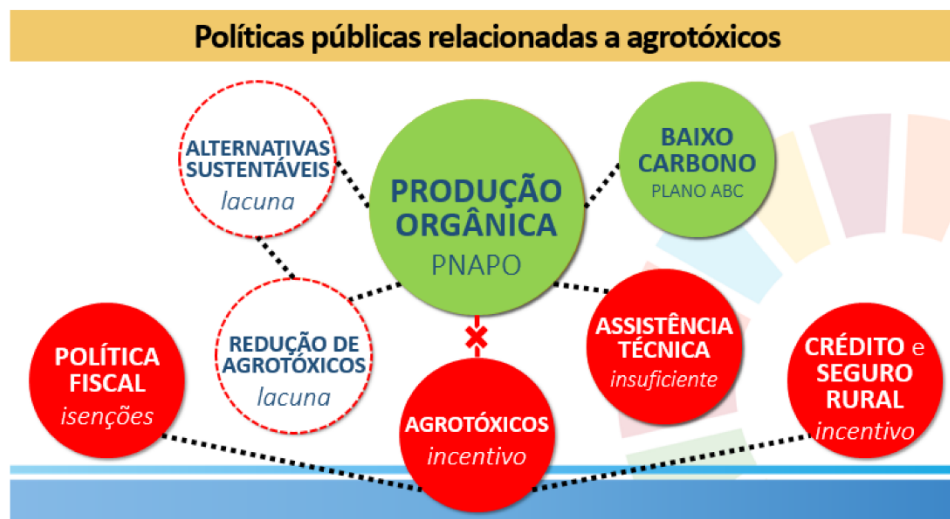 Políticas públicas relacionadas a agrotóxicos
ALTERNATIVAS
SUSTENTÁVEIS
lacuna
PRODUÇÃO
ORGÂNICA
PNAPO
BAIXO
CARBONO
PLANO ABC
POLÍTICA
FISCAL
isenções
REDUÇÃO DE
AGROTÓXICOS
lacuna
AGROTÓXICOS
incentivo
ASSISTÊNCIA
TÉCNICA
insuficiente
CRÉDITO e
SEGURO
RURAL
incentivo